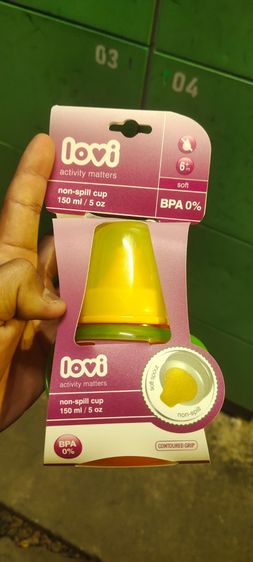 03
04
lovi
activity matters
non-spill cup
150 ml / 5 oz
6+
m
soft
BPA 0%
lovi
activity matters
non-spill cup
150 ml / 5 oz
soft spout
non-spill
BPA
0%
CONTOURED GRIP